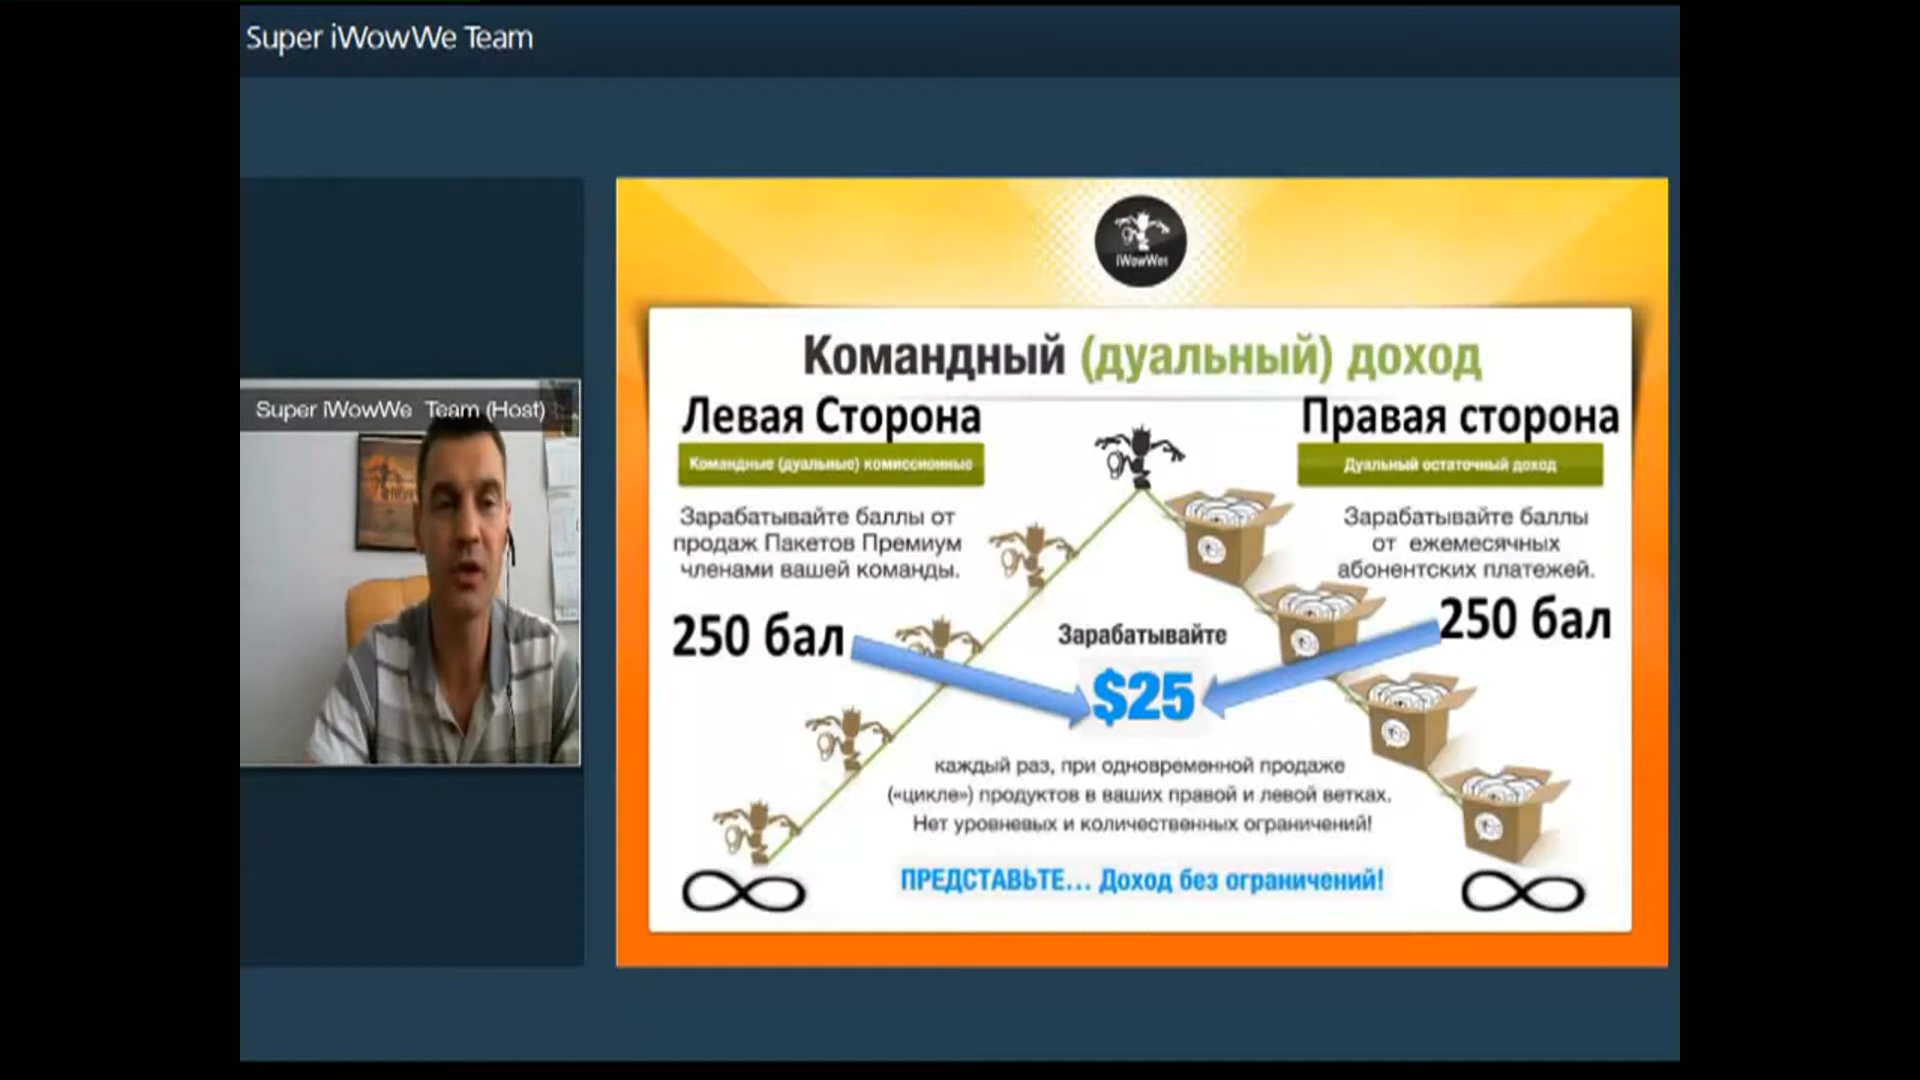 Super iWowWe Team
Super iWowWe Team (Host)
iWowWe
Командный (дуальный) доход
Левая Сторона
Правая сторона
Командные (дуальные) комиссионные
Дуальный остаточный доход
Зарабатывайте баллы от
продаж Пакетов Премиум
членами вашей команды.
Зарабатывайте баллы
от ежемесячных
абонентских платежей.
250 бал
250 бал
Зарабатывайте
$25
каждый раз, при одновременной продаже
(«цикле») продуктов в ваших правой и левой ветках.
Нет уровневых и количественных ограничений!
ПРЕДСТАВЬТЕ... Доход без ограничений!